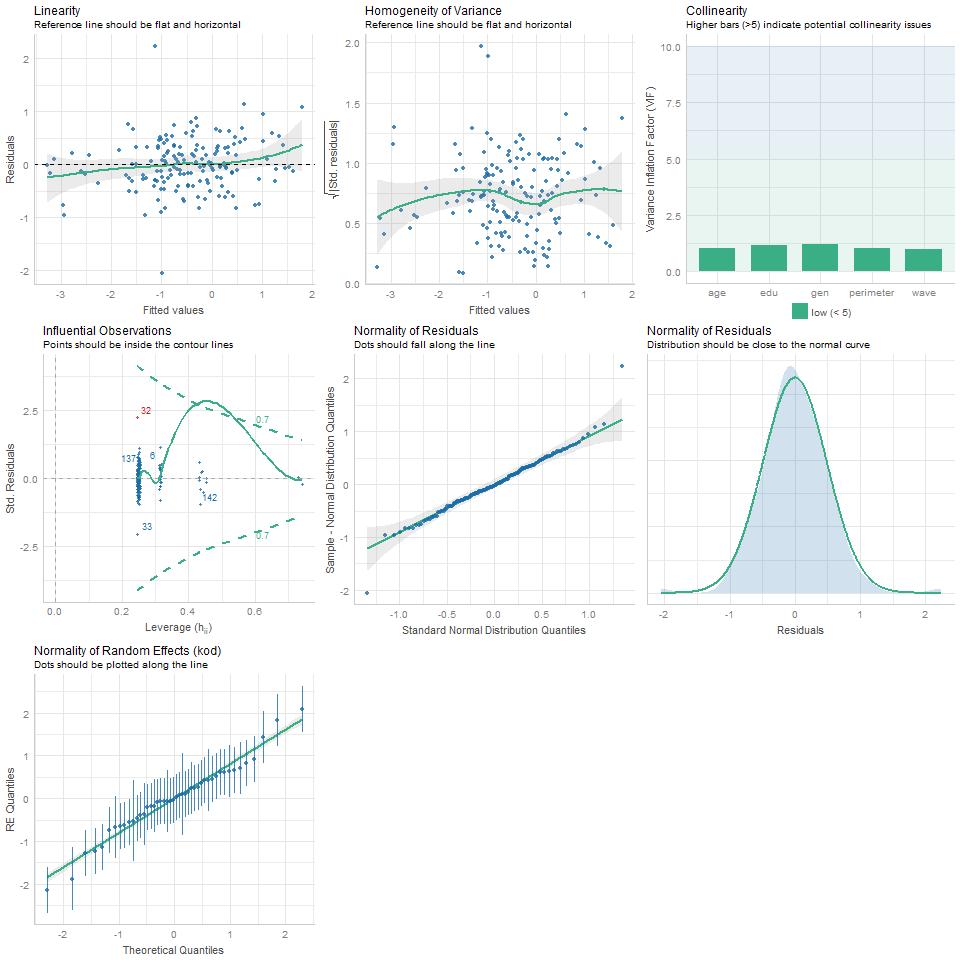 Linearity
Reference line should be flat and horizontal
Residuals
2
1
0
-1
-2
-3
-2
-1
0
1
2
Fitted values
Homogeneity of Variance
Reference line should be flat and horizontal
√|Std. residuals|
2.0
1.5
1.0
0.5
0.0
-3
-2
-1
0
1
2
Fitted values
Collinearity
Higher bars (>5) indicate potential collinearity issues
Variance Inflation Factor (VIF)
10.0
7.5
5.0
2.5
0.0
age
edu
gen
perimeter
wave
low (< 5)
Influential Observations
Points should be inside the contour lines
Std. Residuals
2.5
0.0
-2.5
32
137
6
33
142
0.7
0.7
0.0
0.2
0.4
0.6
Leverage (hii)
Normality of Residuals
Dots should fall along the line
Sample - Normal Distribution Quantiles
2
1
0
-1
-2
-1.0
-0.5
0.0
0.5
1.0
Standard Normal Distribution Quantiles
Normality of Residuals
Distribution should be close to the normal curve
-2
-1
0
1
2
Residuals
Normality of Random Effects (kod)
Dots should be plotted along the line
RE Quantiles
2
1
0
-1
-2
-2
-1
0
1
2
Theoretical Quantiles